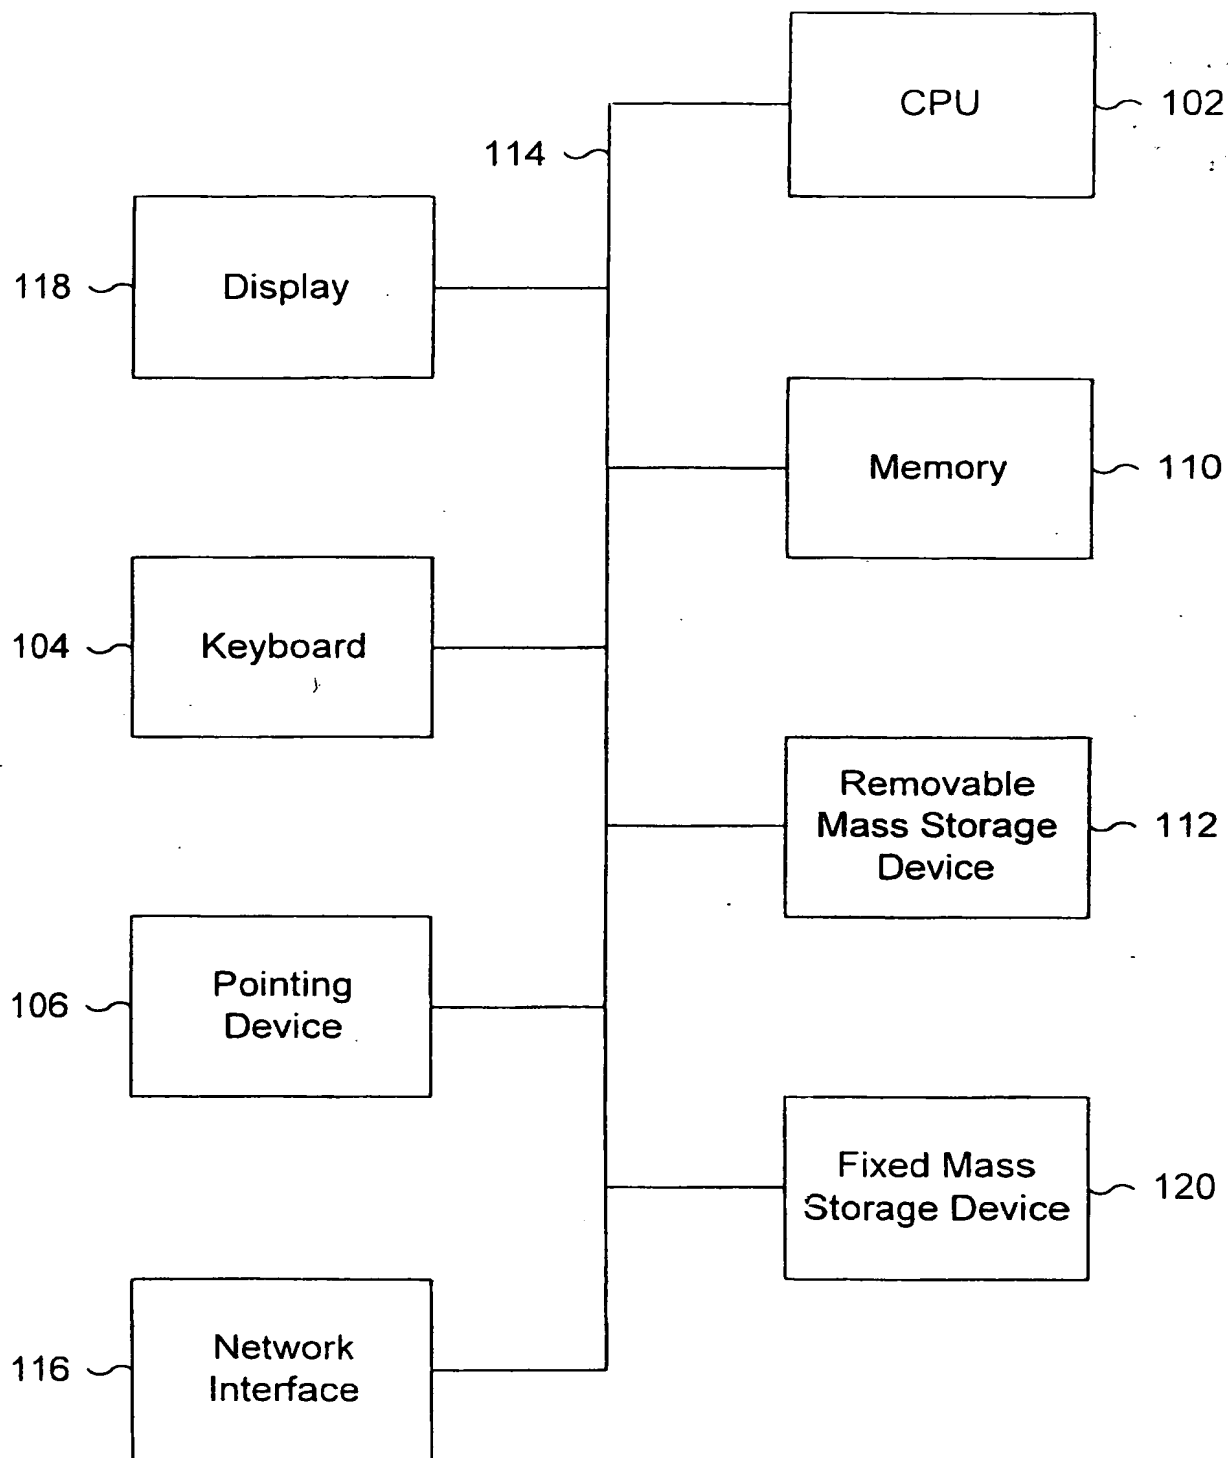 CPU
102
114
118
Display
Memory
110
104
Keyboard
Removable
Mass Storage
Device
112
106
Pointing
Device
Fixed Mass
Storage Device
120
116
Network
Interface